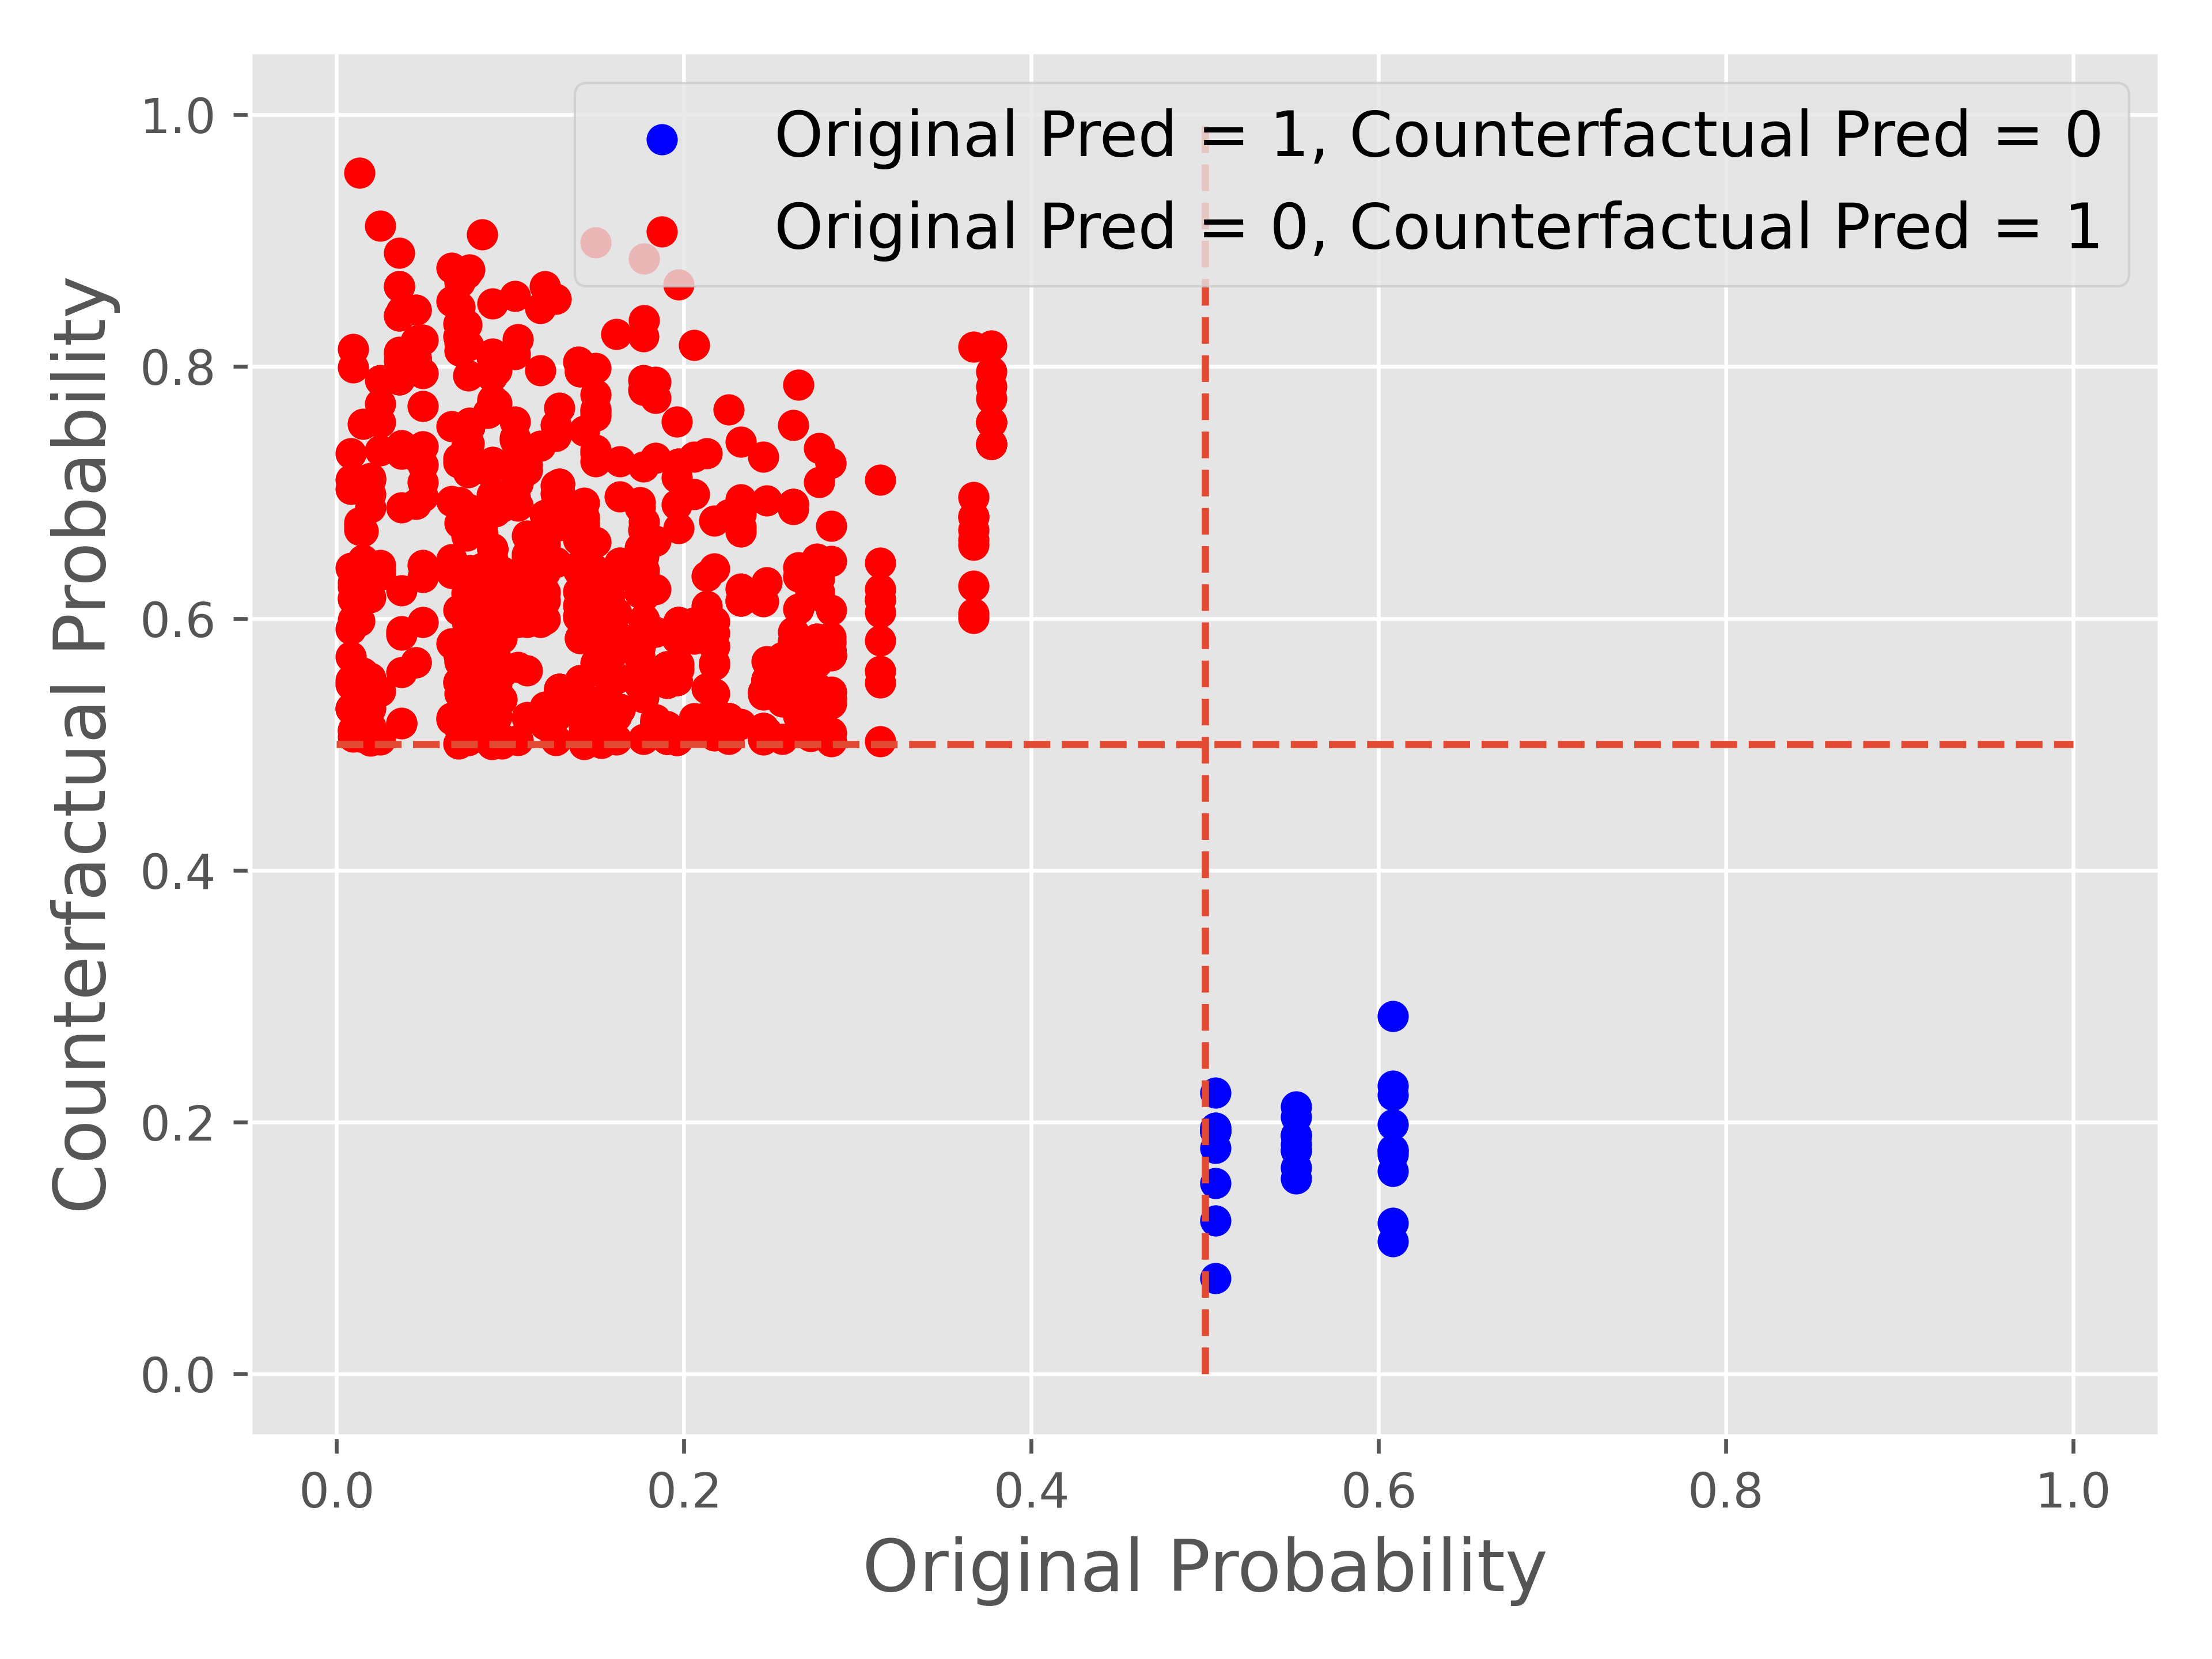 Original Pred = 1, Counterfactual Pred = 0
Original Pred = 0, Counterfactual Pred = 1
Counterfactual Probability
1.0
0.8
0.6
0.4
0.2
0.0
0.0 0.2 0.4 0.6 0.8 1.0
Original Probability